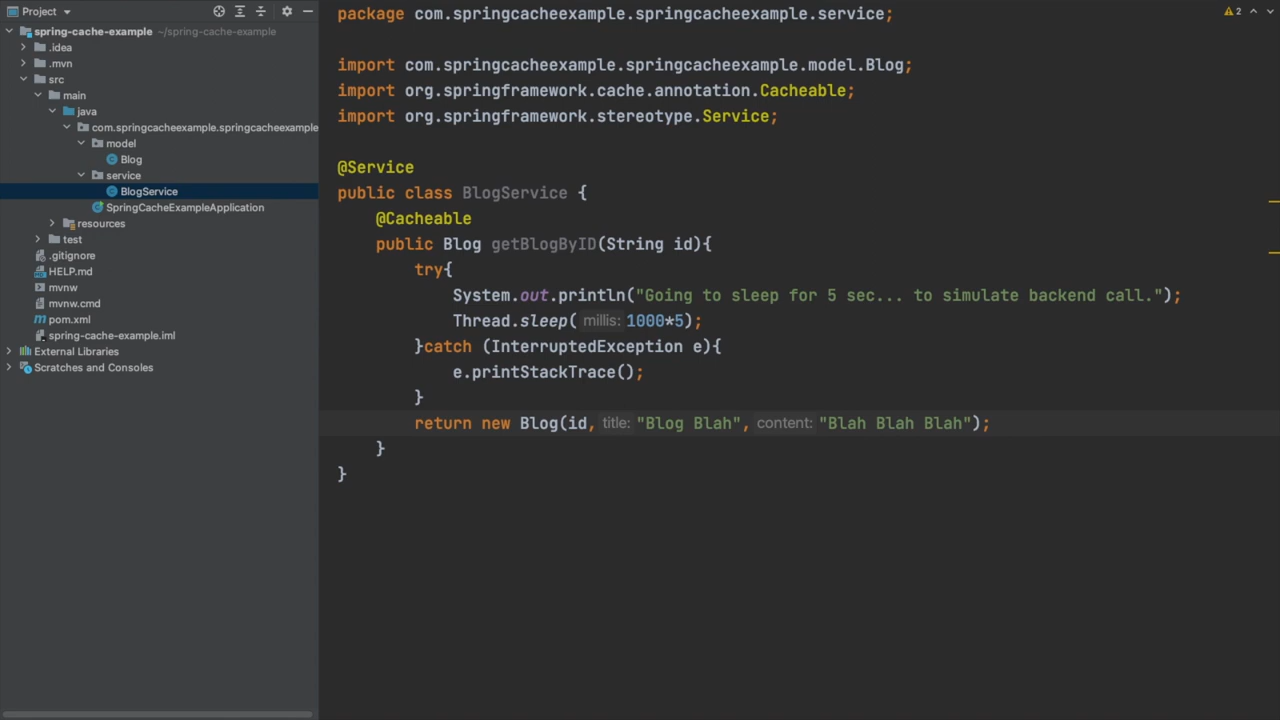 Project
spring-cache-example ~/spring-cache-example
.idea
.mvn
src
main
java
com.springcacheexample.springcacheexample
model
Blog
service
BlogService
SpringCacheExampleApplication
resources
test
.gitignore
HELP.md
mvnw
mvnw.cmd
pom.xml
spring-cache-example.iml
External Libraries
Scratches and Consoles
package com.springcacheexample.springcacheexample.service;
2
import com.springcacheexample.springcacheexample.model.Blog;
import org.springframework.cache.annotation.Cacheable;
import org.springframework.stereotype.Service;
@Service
public class BlogService {
@Cacheable
public Blog getBlogByID(String id){
try{
System.out.println("Going to sleep for 5 sec... to simulate backend call.");
Thread.sleep( millis: 1000*5);
}catch (InterruptedException e){
e.printStackTrace();
}
return new Blog(id, title: "Blog Blah", content: "Blah Blah Blah");
}
}